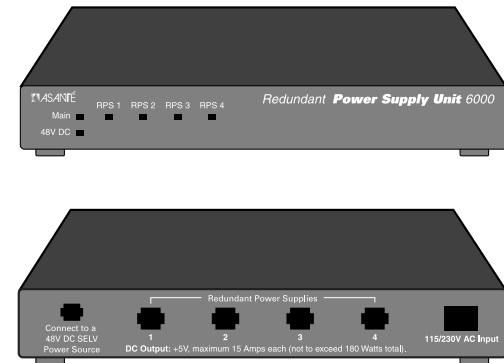 ASANTÉ
Redundant Power Supply Unit 6000
RPS 1 RPS 2 RPS 3 RPS 4
Main
48V DC
Redundant Power Supplies
1 2 3 4
Connect to a
48V DC SELV
Power Source
115/230V AC Input
DC Output: +5V, maximum 15 Amps each (not to exceed 180 Watts total).